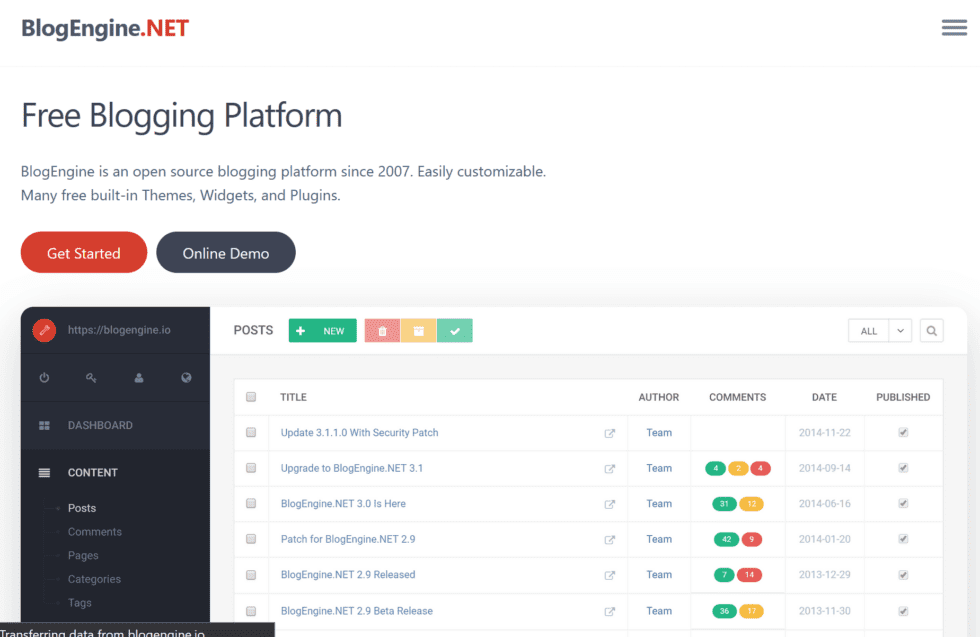 BlogEngine.NET
Free Blogging Platform
BlogEngine is an open source blogging platform since 2007. Easily customizable.
Many free built-in Themes, Widgets, and Plugins.
Get Started
Online Demo
https://blogengine.io
POSTS
NEW
ALL
DASHBOARD
CONTENT
Posts
Comments
Pages
Categories
Tags
TITLE AUTHOR COMMENTS DATE PUBLISHED
Update 3.1.1.0 With Security Patch Team 2014-11-22
Upgrade to BlogEngine.NET 3.1 Team 4 2 4 2014-09-14
BlogEngine.NET 3.0 Is Here Team 31 12 2014-06-16
Patch for BlogEngine.NET 2.9 Team 42 9 2014-01-20
BlogEngine.NET 2.9 Released Team 7 14 2013-12-29
BlogEngine.NET 2.9 Beta Release Team 36 17 2013-11-30
Transferring data from blogengine.io